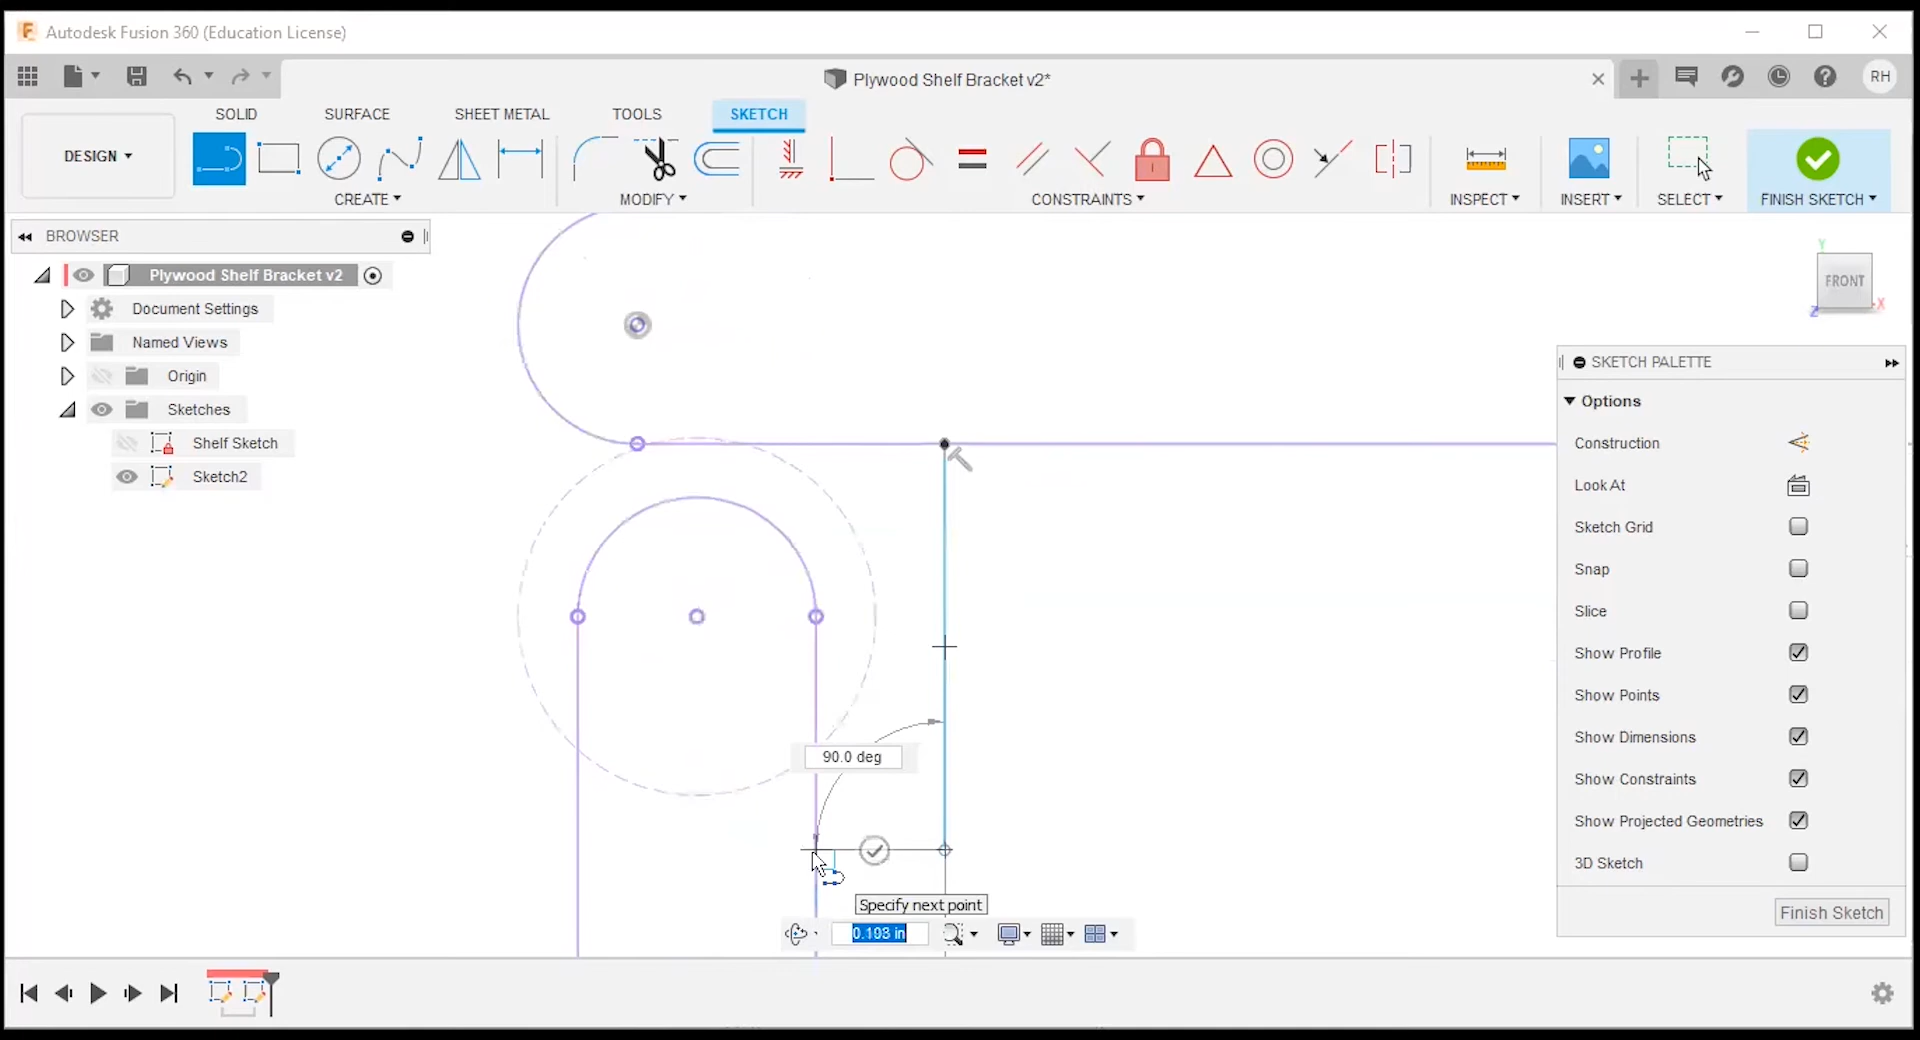 Autodesk Fusion 360 (Education License)
Plywood Shelf Bracket v2*
RH
SOLID
SURFACE
SHEET METAL
TOOLS
SKETCH
DESIGN
CREATE
MODIFY
CONSTRAINTS
INSPECT
INSERT
SELECT
FINISH SKETCH
BROWSER
Plywood Shelf Bracket v2
Document Settings
Named Views
Origin
Sketches
Shelf Sketch
Sketch2
Y
FRONT
X
Z
SKETCH PALETTE
Options
Construction
Look At
Sketch Grid
Snap
Slice
Show Profile
Show Points
Show Dimensions
Show Constraints
Show Projected Geometries
3D Sketch
Finish Sketch
90.0 deg
Specify next point
0.193 in